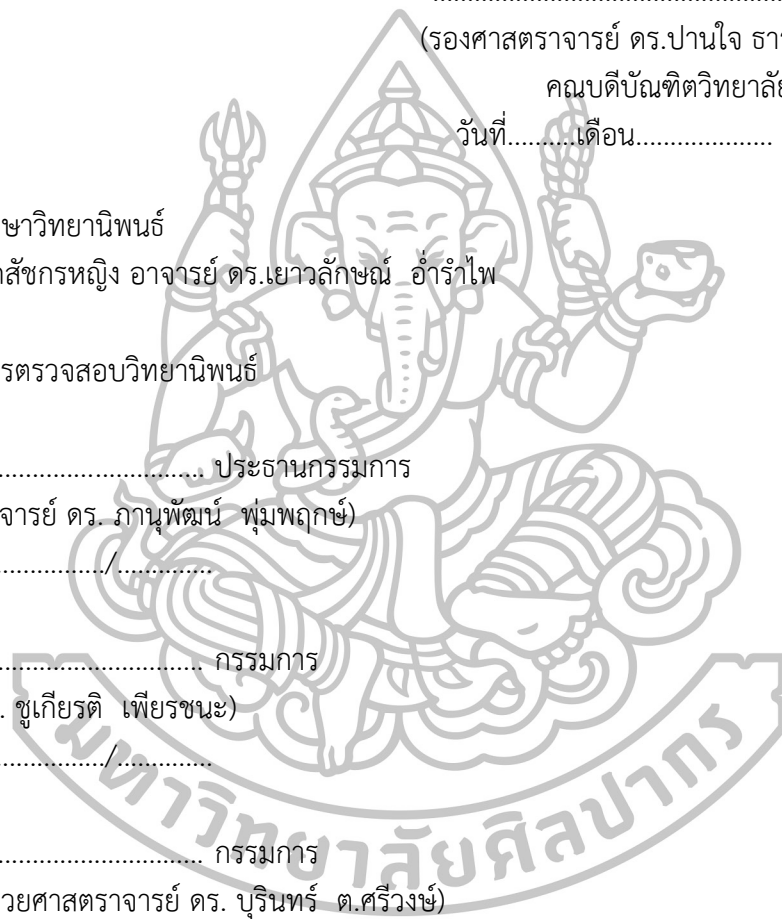 (รองศาสตราจารย์ ดร.ปานใจ
คณบดีบัณฑิตวิทยาลัย
วันที่..........เดือน....................
ษาวิทยานิพนธ์
สัชกรหญิง อาจารย์ ดร.เยาวลักษณ์ อ่ำรำไพ
รตรวจสอบวิทยานิพนธ์
.............................. ประธานกรรมการ
จารย์ ดร. ภานุพัฒน์ พุ่มพฤกษ์)
................/..............
.............................. กรรมการ
. ชูเกียรติ เพียรชนะ)
................/..............
.............................. กรรมการ
วยศาสตราจารย์ ดร. บุรินทร์ ต.ศรีวงษ์)
มหาวิทยาลัยศิลปากร